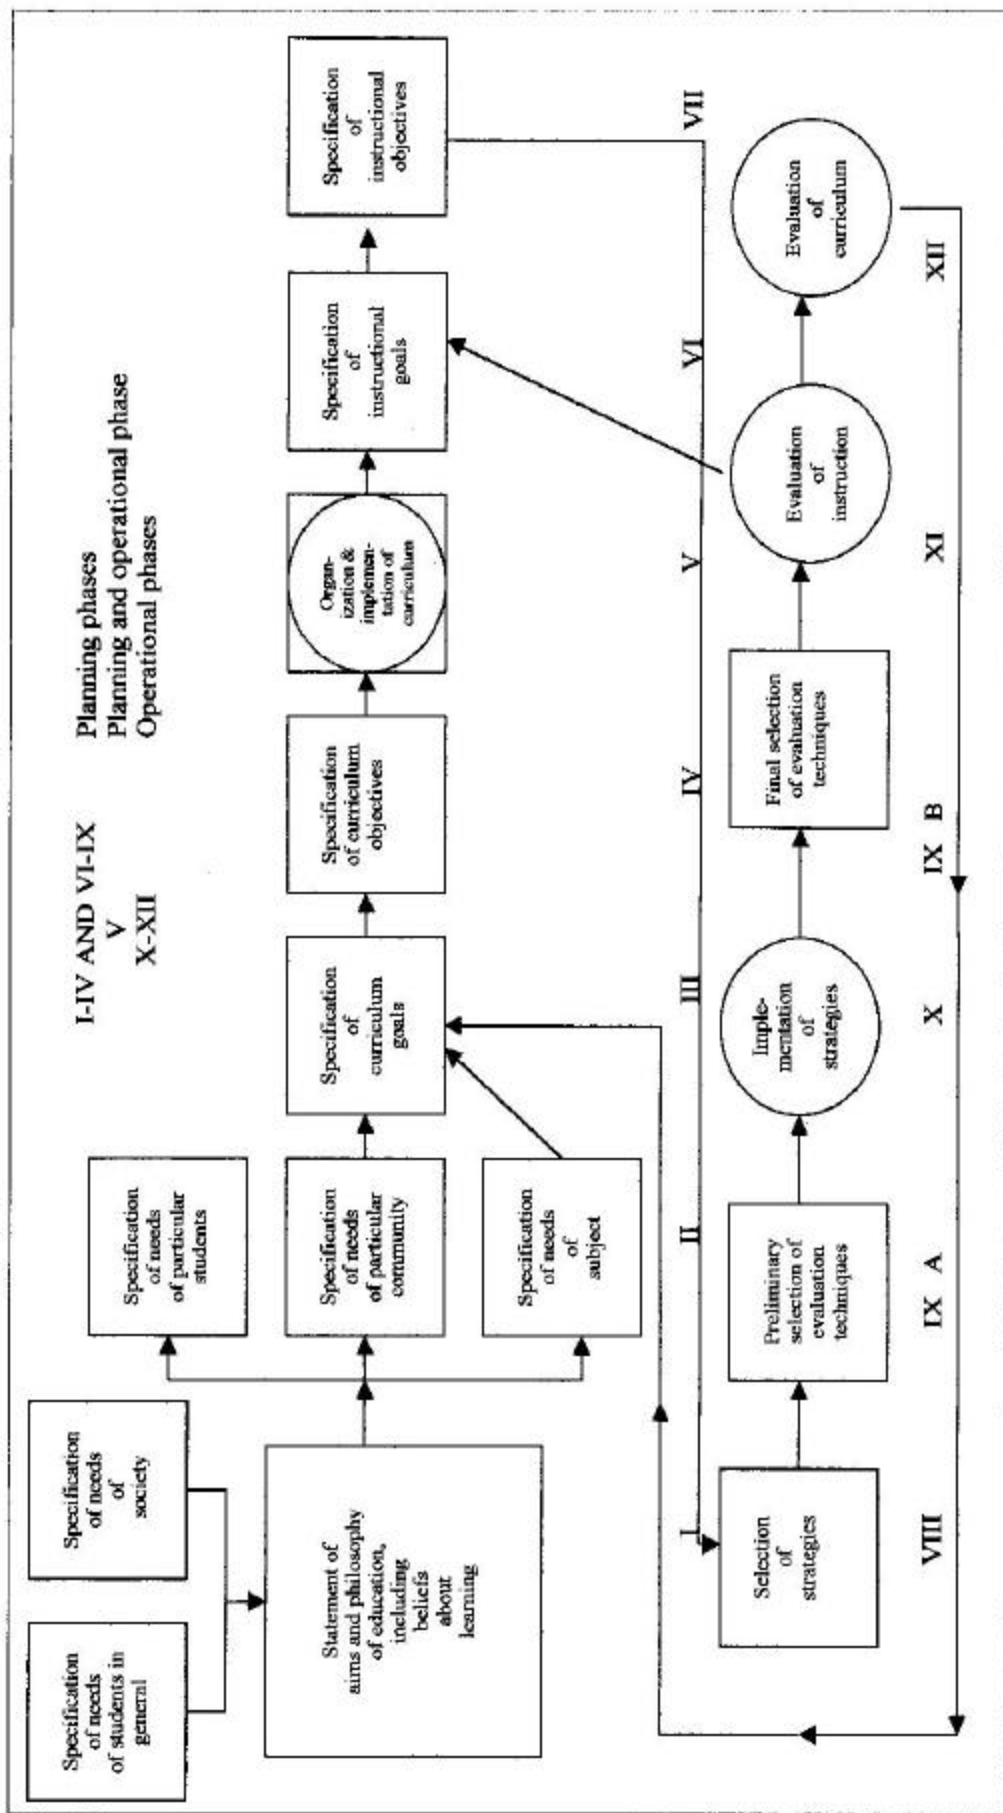 I-IV AND VI-IX
V
X-XII
Planning phases
Planning and operational phase
Operational phases
Specification
of needs
of students in
general
Specification
of needs
of
society
Statement of
aims and philosophy
of education,
including
beliefs
about
learning
Specification
of needs
of particular
students
Specification
of needs
of particular
community
Specification
of needs
of
subject
Specification
of
curriculum
goals
Specification
of curriculum
objectives
Organ-
ization &
implemen-
tation of
curriculum
Specification
of
instructional
goals
Specification
of
instructional
objectives
I
II
III
IV
V
VI
VII
Selection
of
strategies
Preliminary
selection of
evaluation
techniques
Imple-
mentation
of
strategies
Final selection
of evaluation
techniques
Evaluation
of
instruction
Evaluation
of
curriculum
VIII
IX A
X
IX B
XI
XII